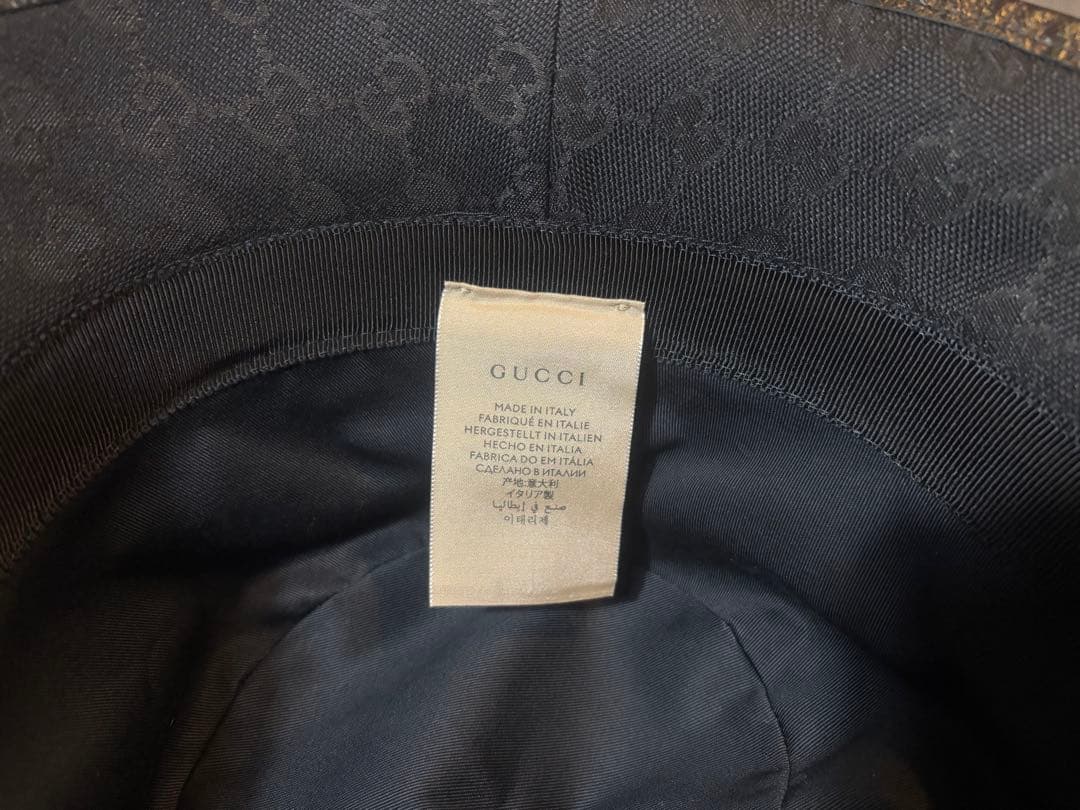 GUCCI
MADE IN ITALY
FABRIQUÉ EN ITALIE
HERGESTELLT IN ITALIEN
HECHO EN ITALIA
FABRICA DO EM ITÁLIA
СДЕЛАНО В ИТАЛИИ
产地:意大利
イタリア製
صنع في إيطاليا
이태리제